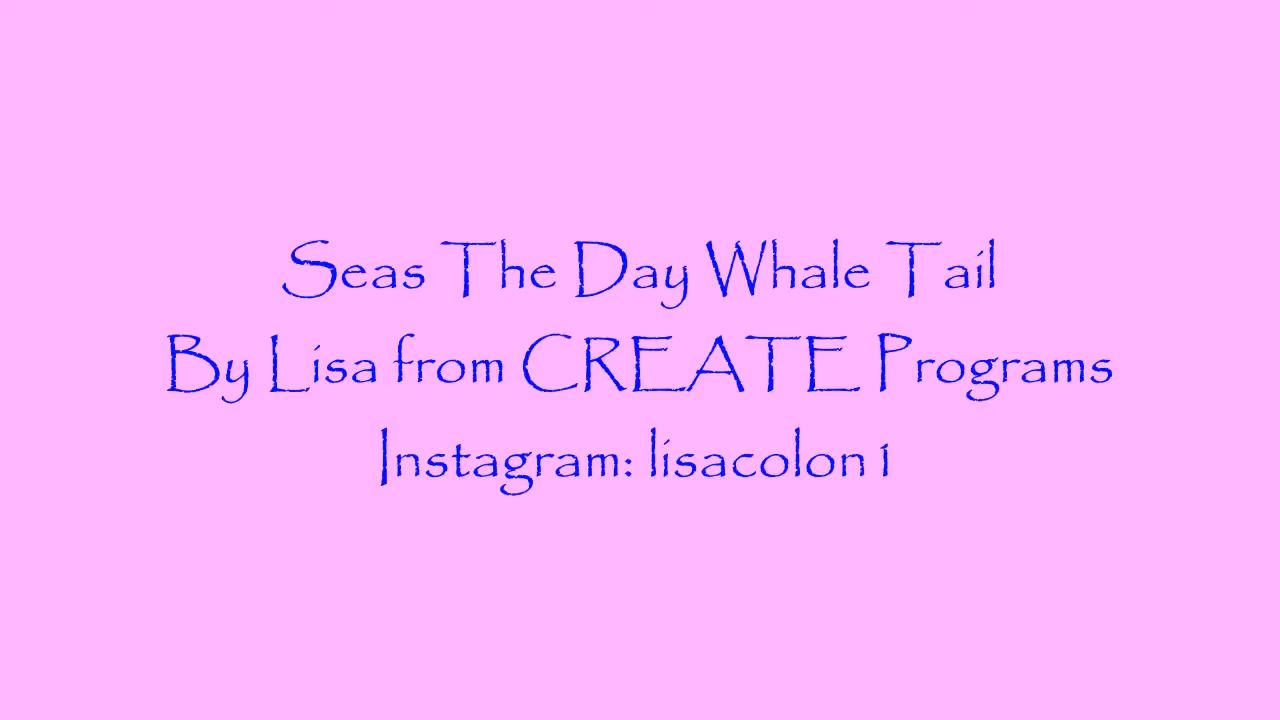 Seas The Day Whale Tail
By Lisa from CREATE Programs
Instagram: lisacolon1